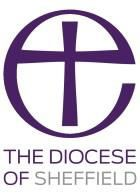 THE DIOCESE
OF SHEFFIELD